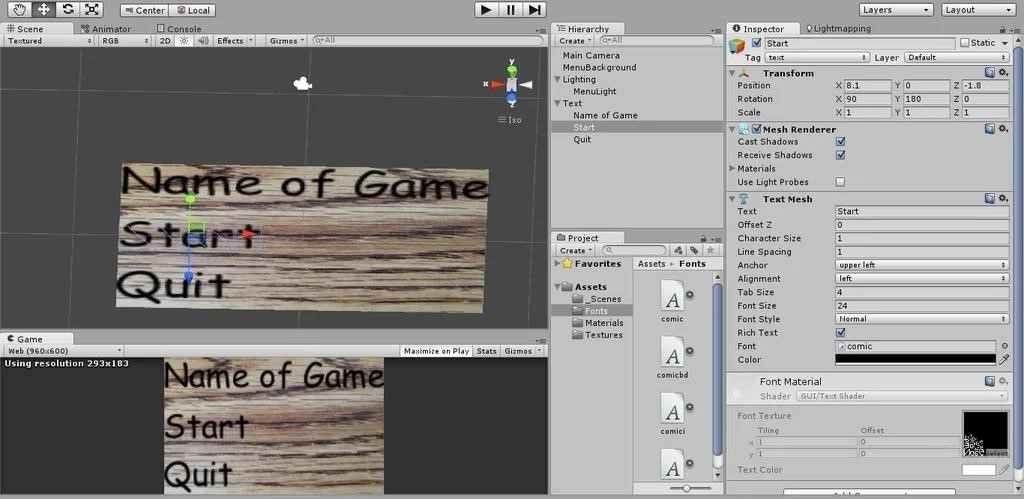 Center Local
Layers Layout
Scene Animator Console
Textured RGB 2D Effects Gizmos All
x y z
Iso
Name of Game
Start
Quit
Game
Web (960x600) Maximize on Play Stats Gizmos
Using resolution 293x183
Name of Game
Start
Quit
Hierarchy
Create All
Main Camera
MenuBackground
Lighting
MenuLight
Text
Name of Game
Start
Quit
Project
Create
Favorites
Assets
_Scenes
Fonts
Materials
Textures
Assets Fonts
A
comic
A
comicbd
A
comici
A
Inspector Lightmapping
Start Static
Tag text Layer Default
Transform
Position X 8.1 Y 0 Z -1.8
Rotation X 90 Y 180 Z 0
Scale X 1 Y 1 Z 1
Mesh Renderer
Cast Shadows
Receive Shadows
Materials
Use Light Probes
Text Mesh
Text Start
Offset Z 0
Character Size 1
Line Spacing 1
Anchor upper left
Alignment left
Tab Size 4
Font Size 24
Font Style Normal
Rich Text
Font comic
Color
Font Material
Shader GUI/Text Shader
Font Texture
Tiling Offset
x 1 0
y 1 0
Select
Text Color